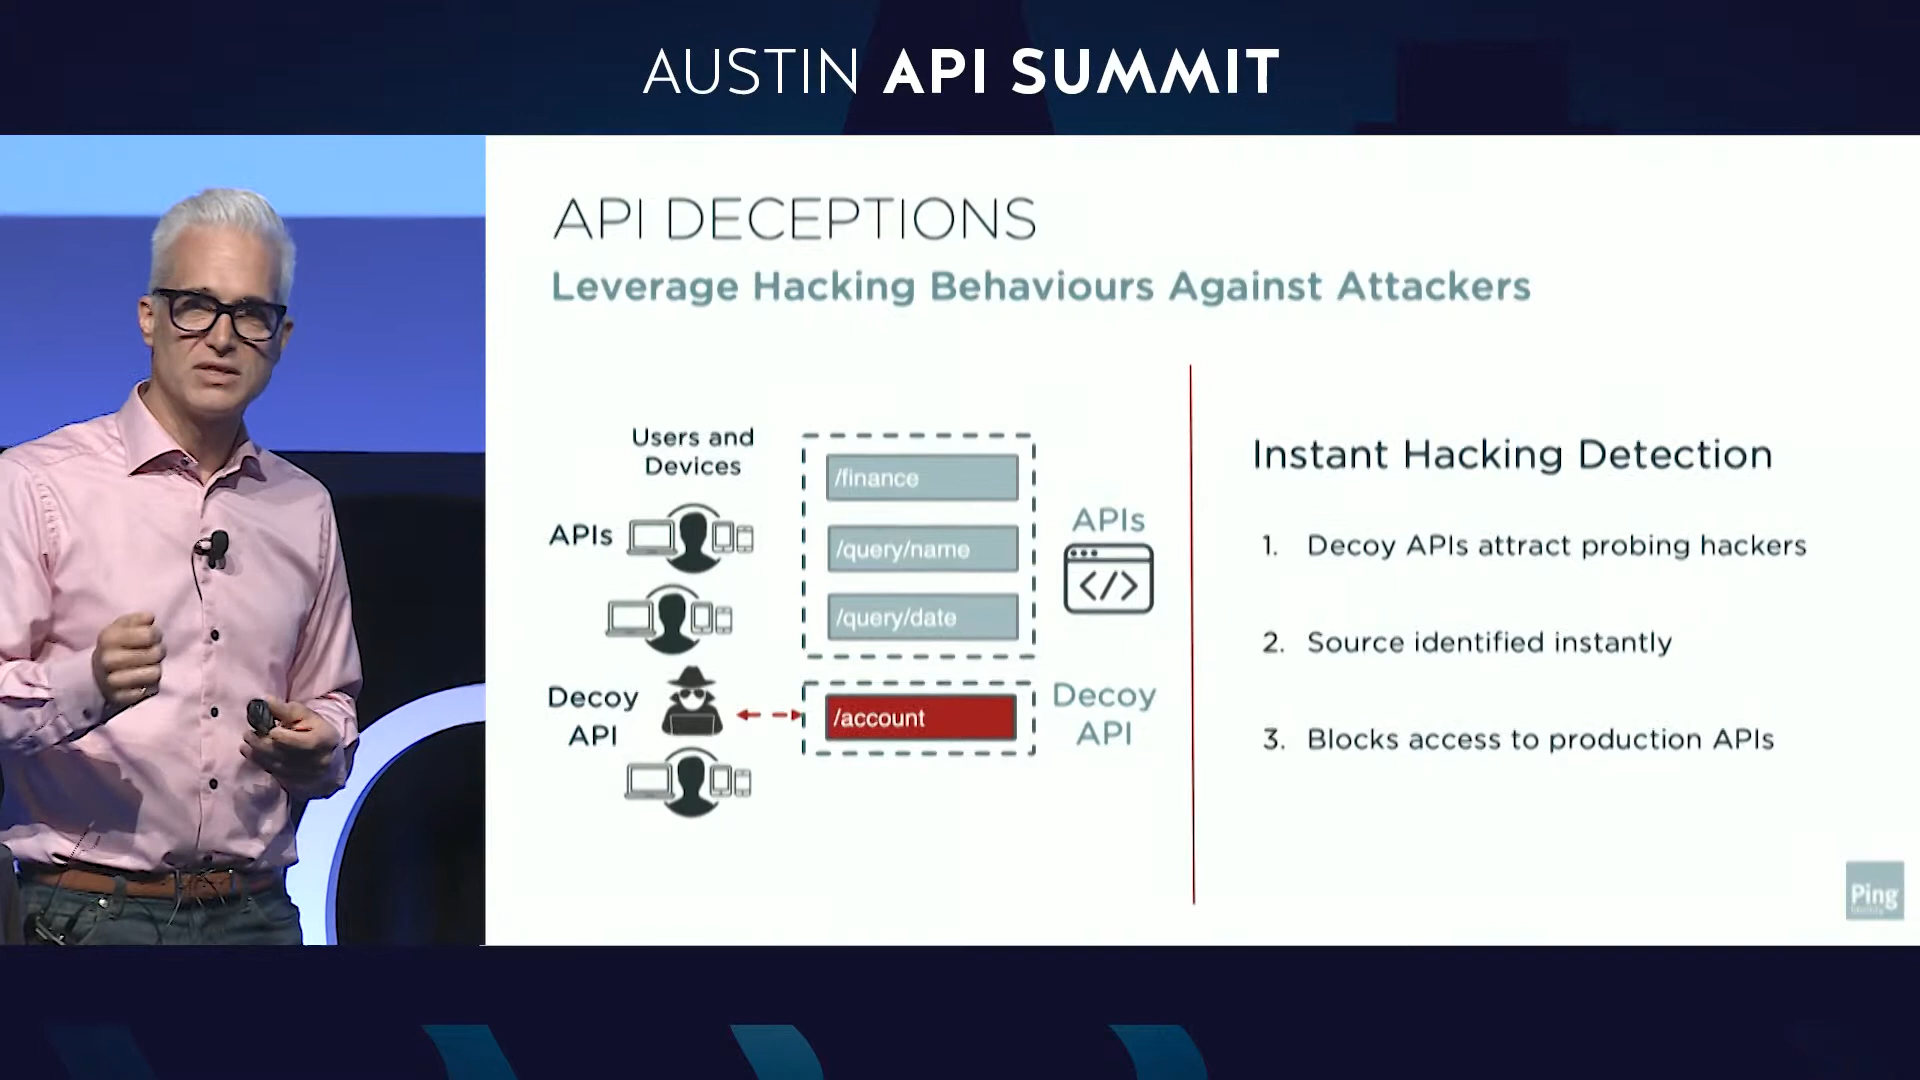 AUSTIN API SUMMIT
API DECEPTIONS
Leverage Hacking Behaviours Against Attackers
Users and
Devices
APIs
Decoy
API
/finance
/query/name
/query/date
/account
APIs
</>
Decoy
API
Instant Hacking Detection
1. Decoy APIs attract probing hackers
2. Source identified instantly
3. Blocks access to production APIs
Ping